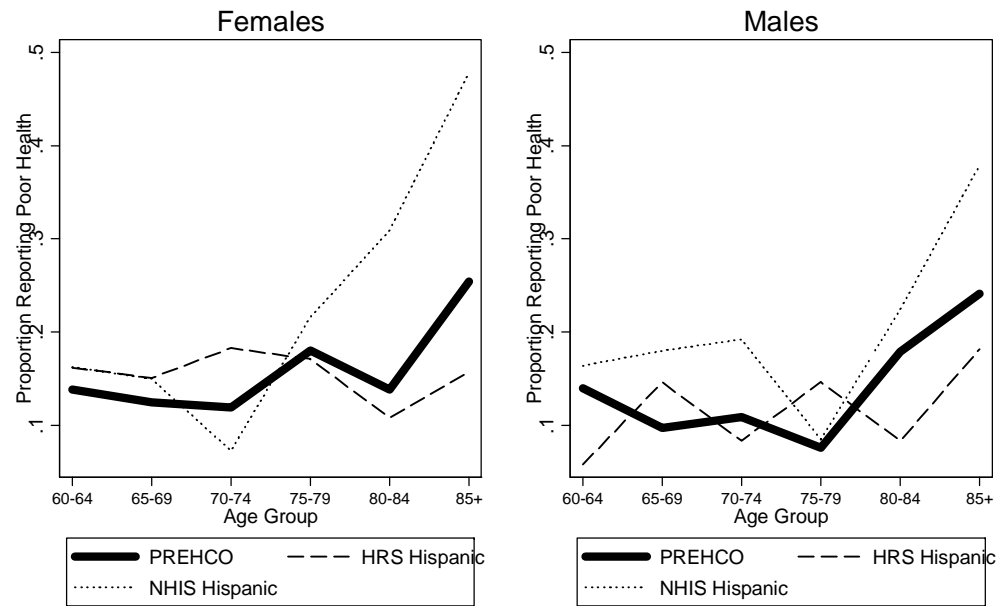 Females
Proportion Reporting Poor Health
.5
.4
.3
.2
.1
60-64 65-69 70-74 75-79 80-84 85+
Age Group
PREHCO HRS Hispanic
NHIS Hispanic
Males
Proportion Reporting Poor Health
.5
.4
.3
.2
.1
60-64 65-69 70-74 75-79 80-84 85+
Age Group
PREHCO HRS Hispanic
NHIS Hispanic